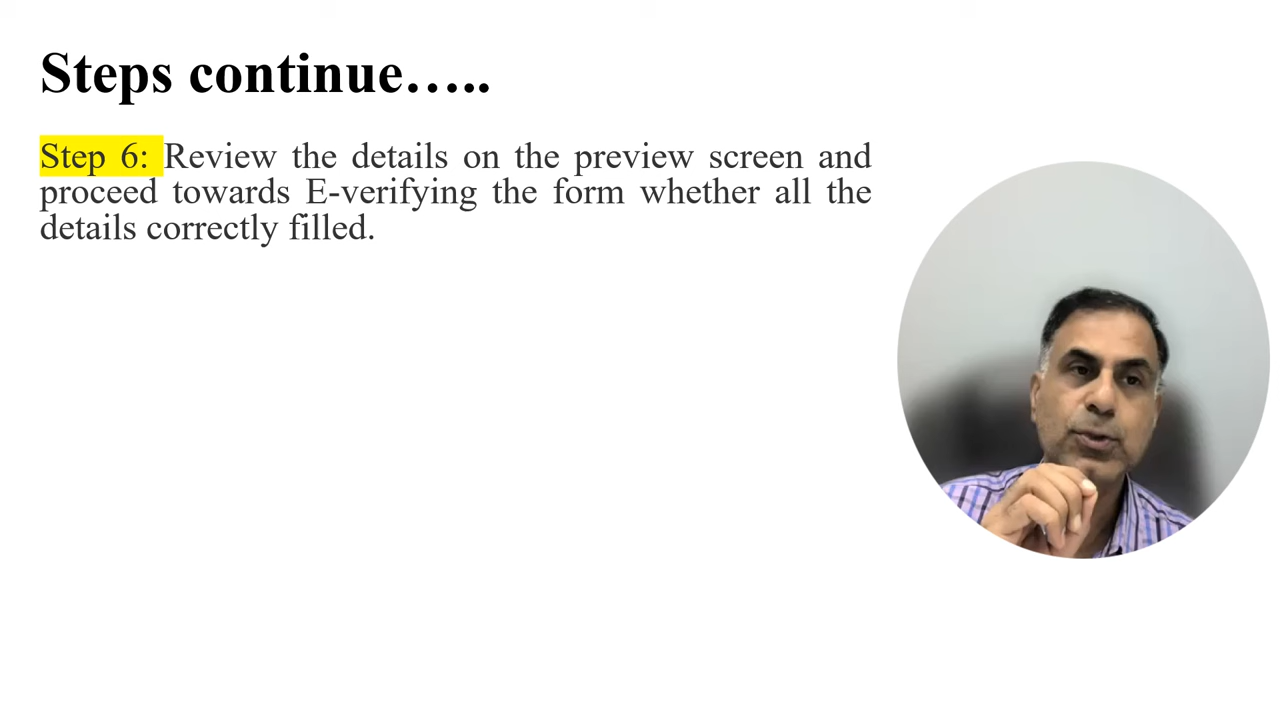 Steps continue…..
Step 6: Review the details on the preview screen and
proceed towards E-verifying the form whether all the
details correctly filled.